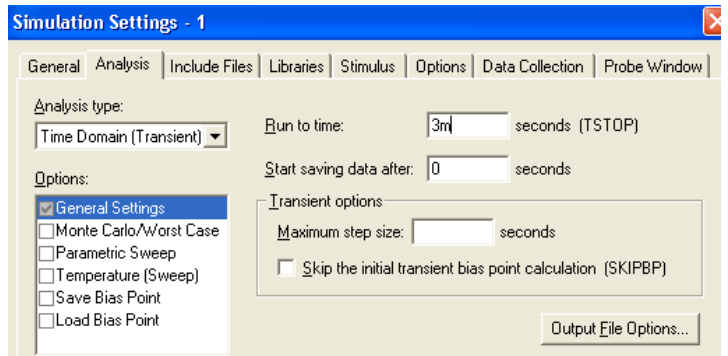 Simulation Settings - 1
General Analysis Include Files Libraries Stimulus Options Data Collection Probe Window
Analysis type:
Time Domain (Transient)
Options:
General Settings
Monte Carlo/Worst Case
Parametric Sweep
Temperature (Sweep)
Save Bias Point
Load Bias Point
Run to time: 3m seconds (TSTOP)
Start saving data after: 0 seconds
Transient options
Maximum step size: seconds
Skip the initial transient bias point calculation (SKIPBP)
Output File Options...